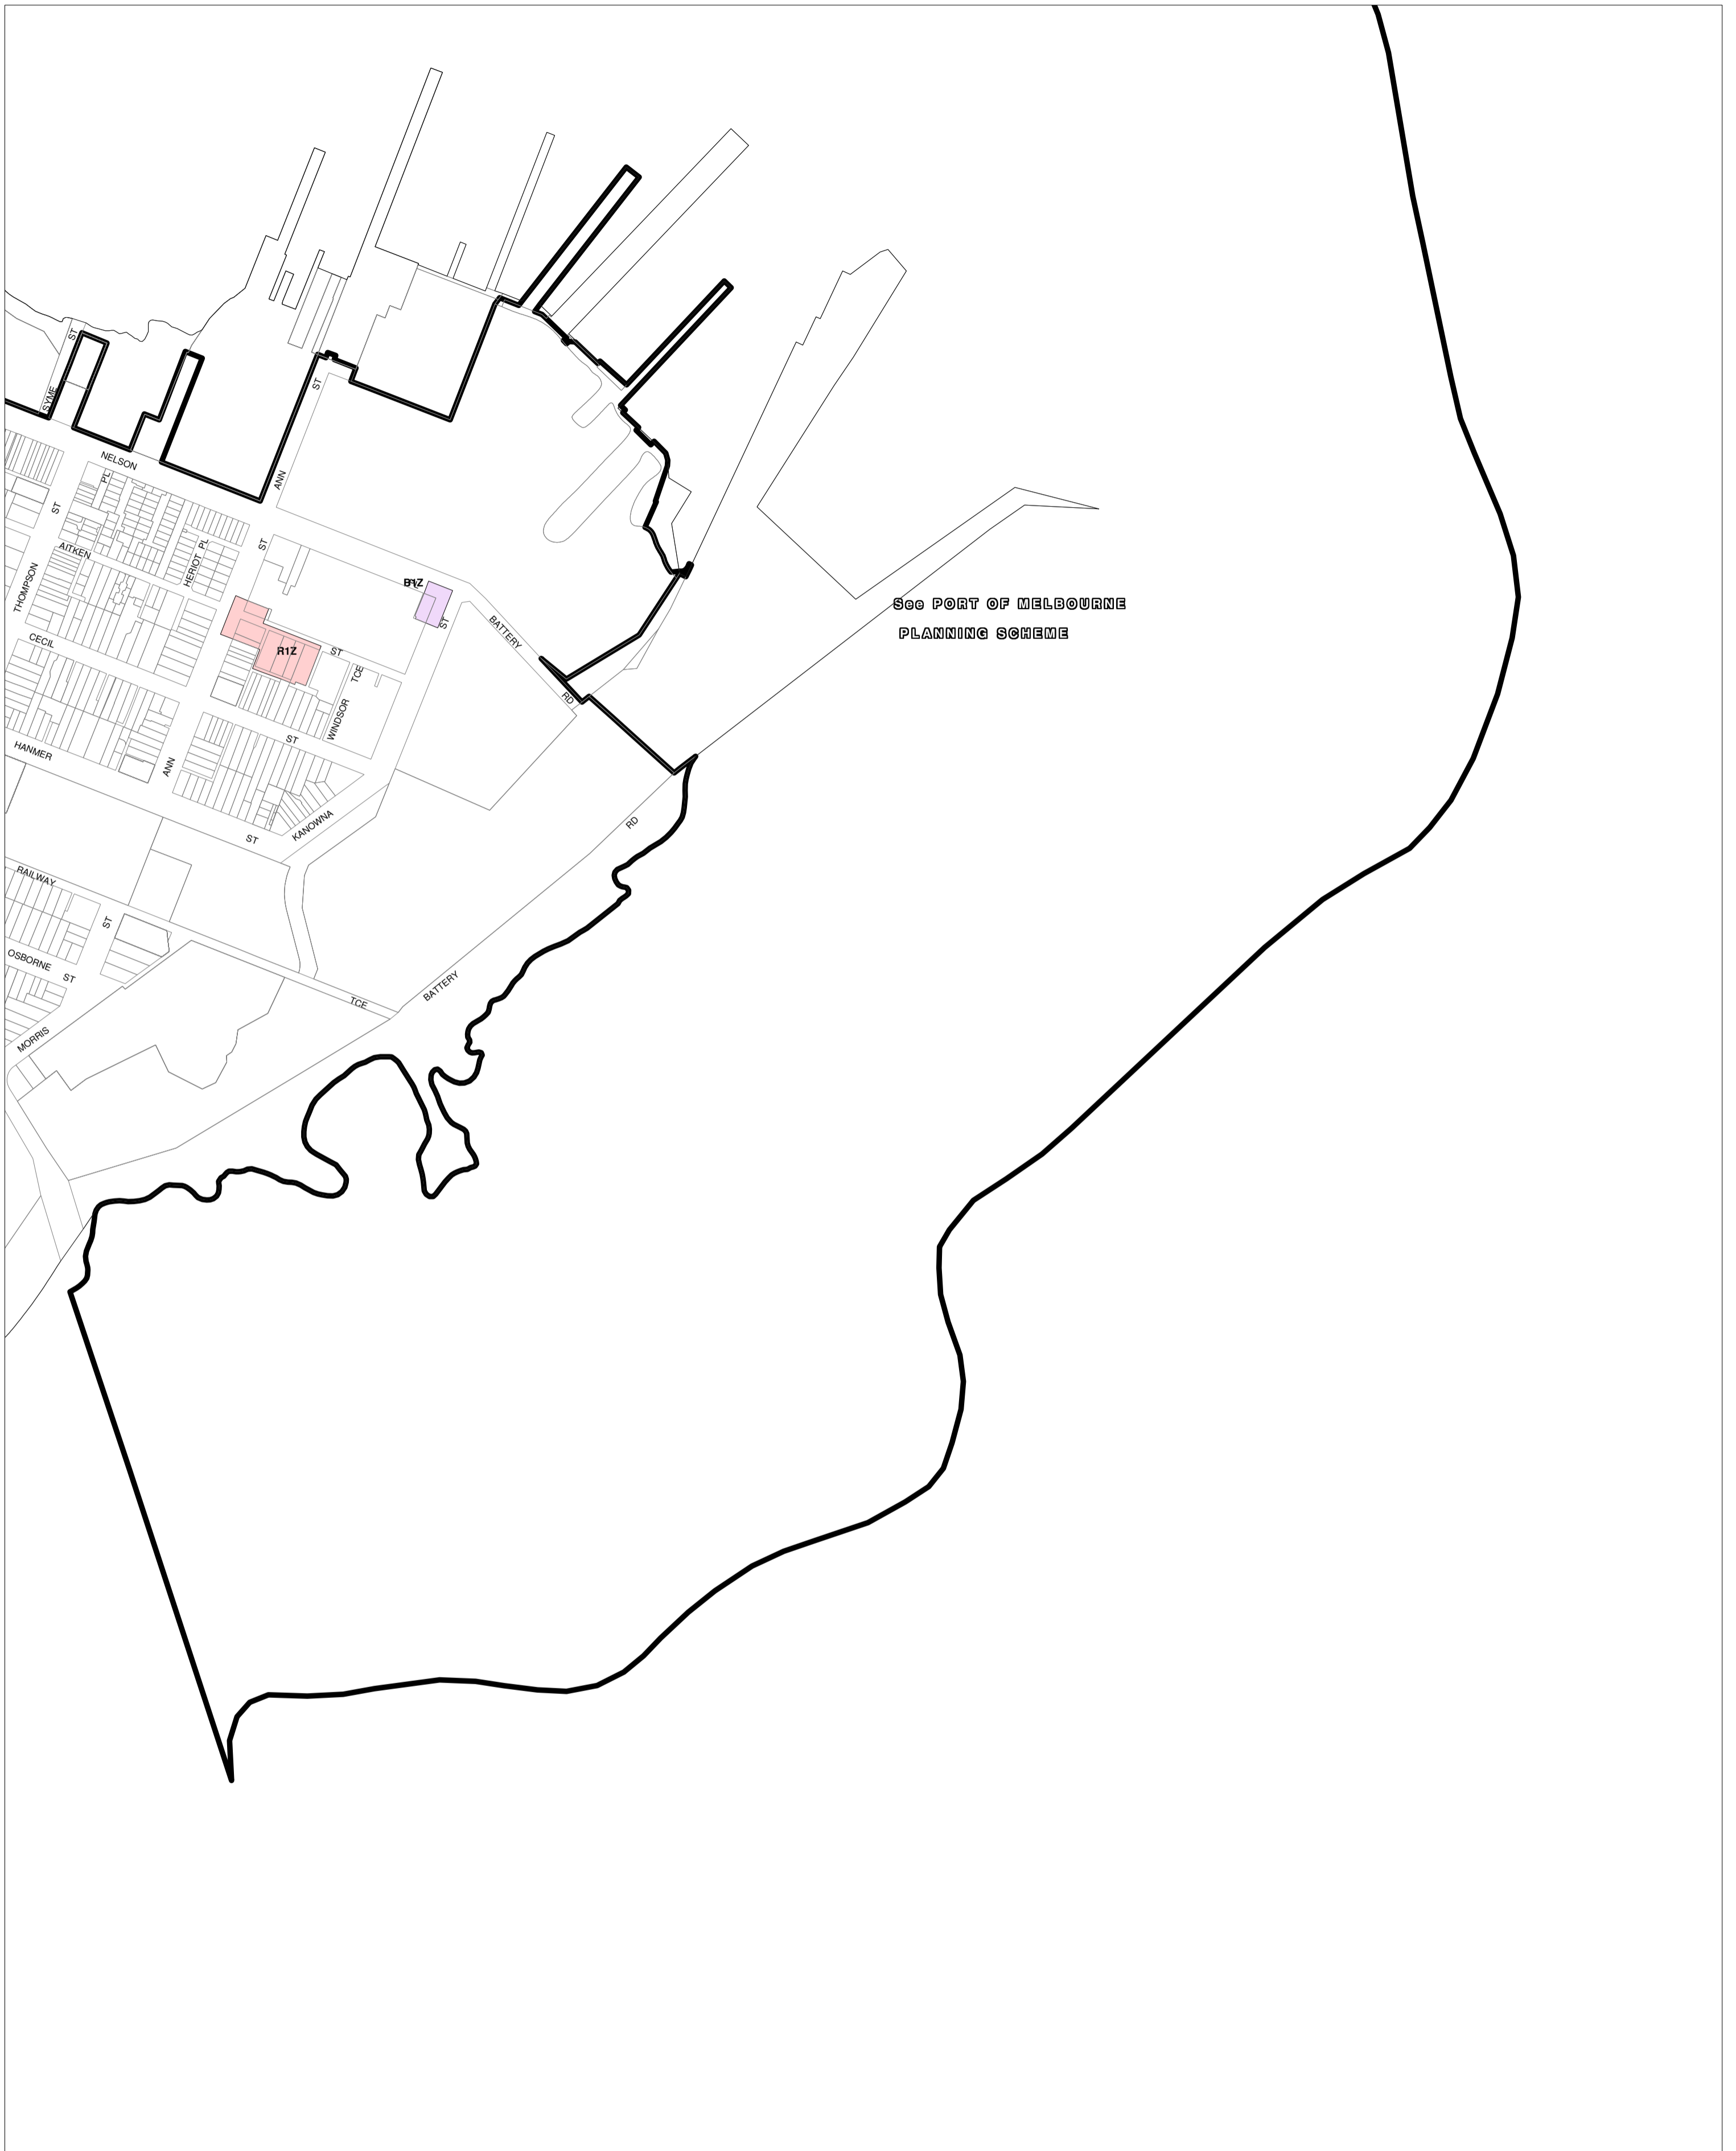 ST
SYME
ST
ANN
NELSON
PL
ST
ST
AITKEN
HERIOT PL
THOMPSON
B1Z
ST
See PORT OF MELBOURNE
PLANNING SCHEME
BATTERY
CECIL
R1Z
ST
TCE
RD
WINDSOR
ST
HANMER
ANN
RD
KANOWNA
ST
RAILWAY
ST
OSBORNE
ST
BATTERY
TCE
MORRIS